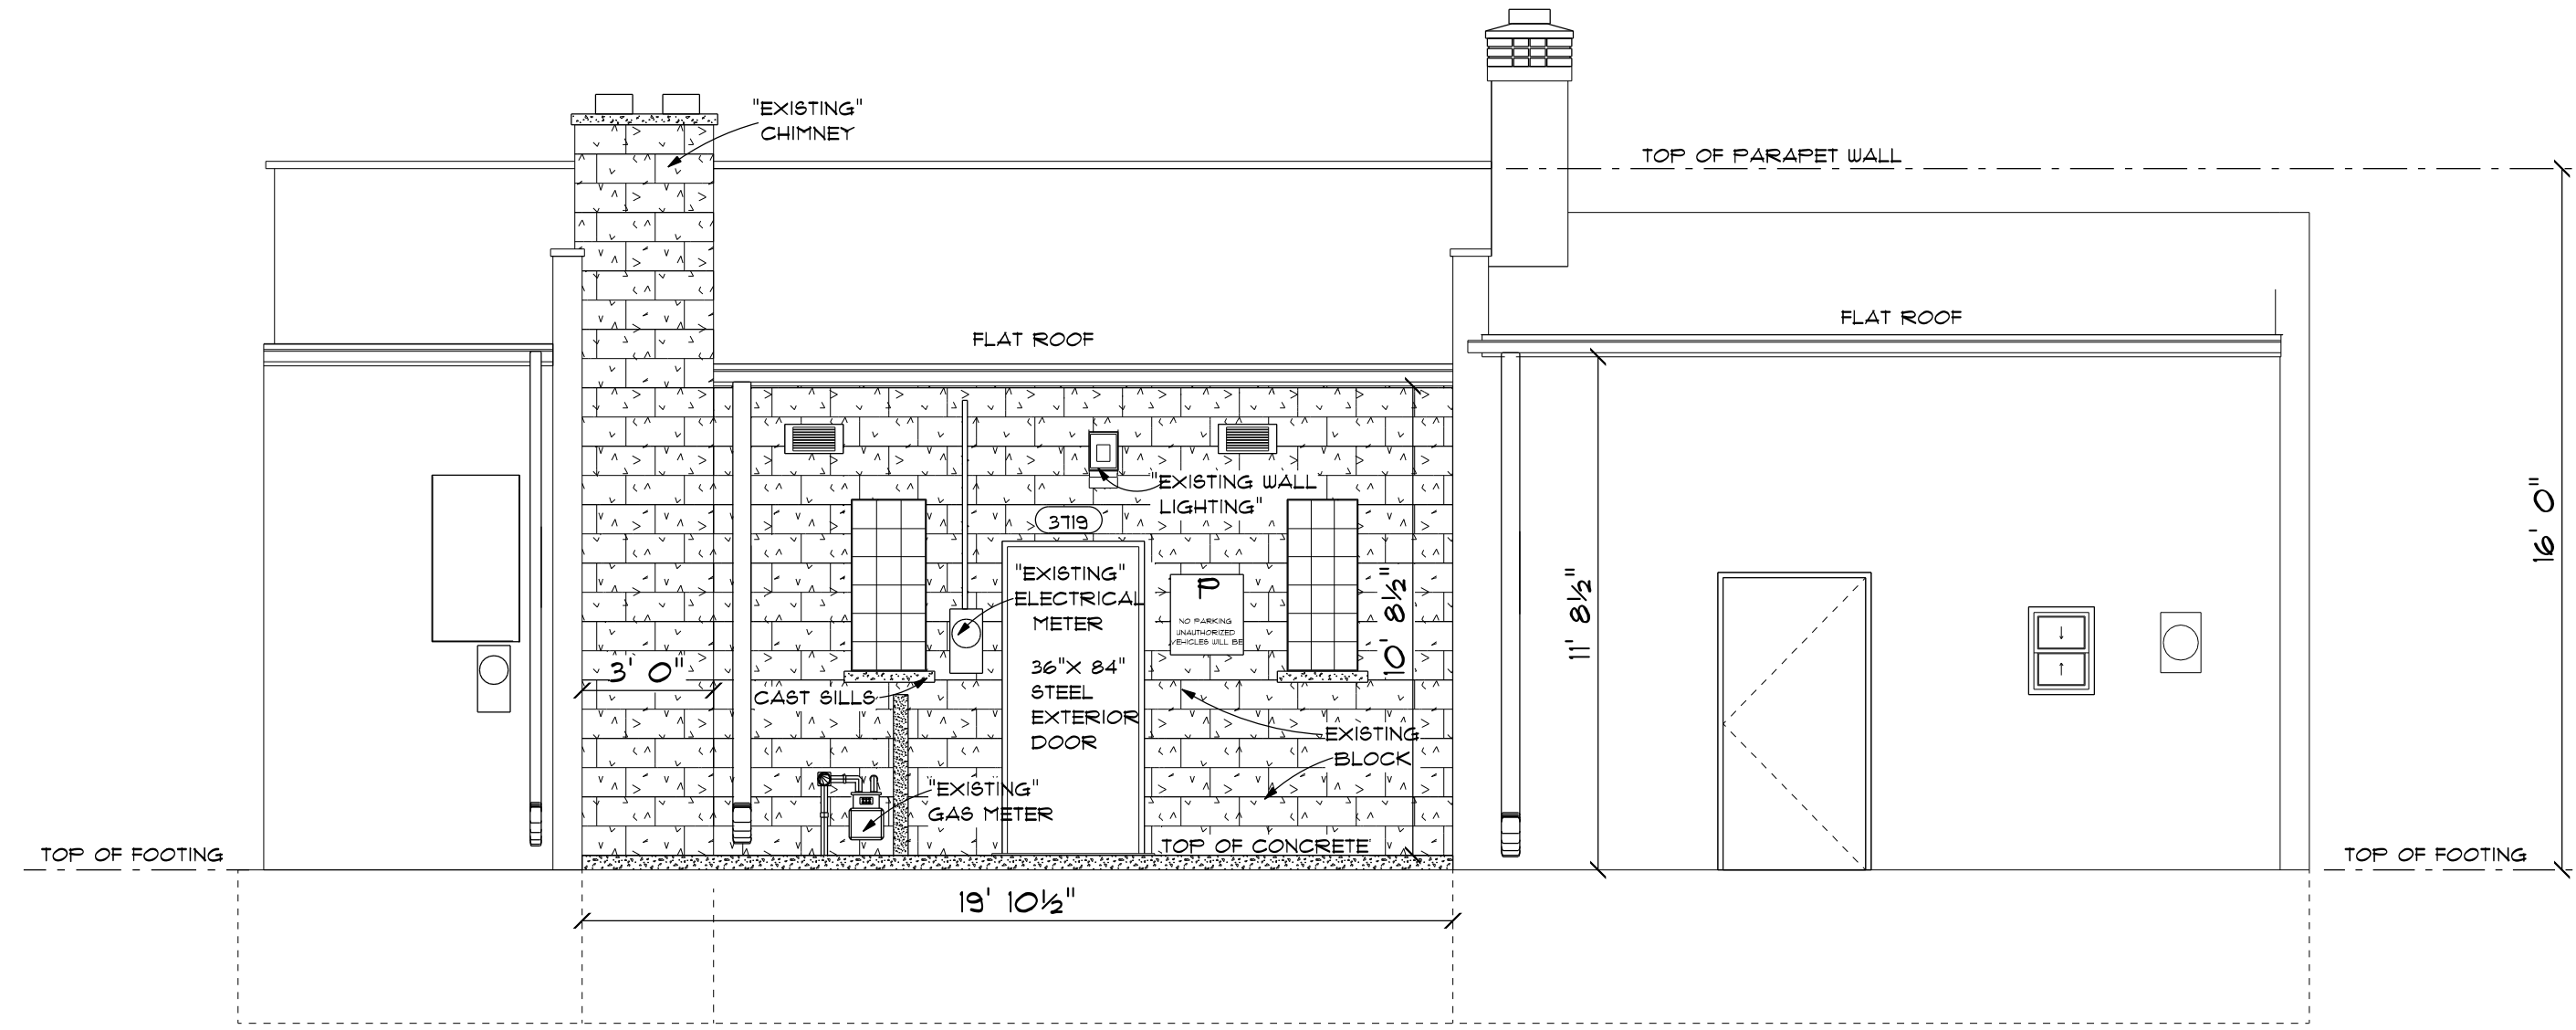 "EXISTING"
CHIMNEY
TOP OF PARAPET WALL
FLAT ROOF
FLAT ROOF
"EXISTING WALL
LIGHTING"
3719
"EXISTING"
ELECTRICAL
METER
P
NO PARKING
UNAUTHORIZED
VEHICLES WILL BE
10' 8½"
11' 8½"
16' 0"
3' 0"
CAST SILLS
36"X 84"
STEEL
EXTERIOR
DOOR
EXISTING
BLOCK
"EXISTING"
GAS METER
TOP OF CONCRETE
TOP OF FOOTING
TOP OF FOOTING
19' 10½"